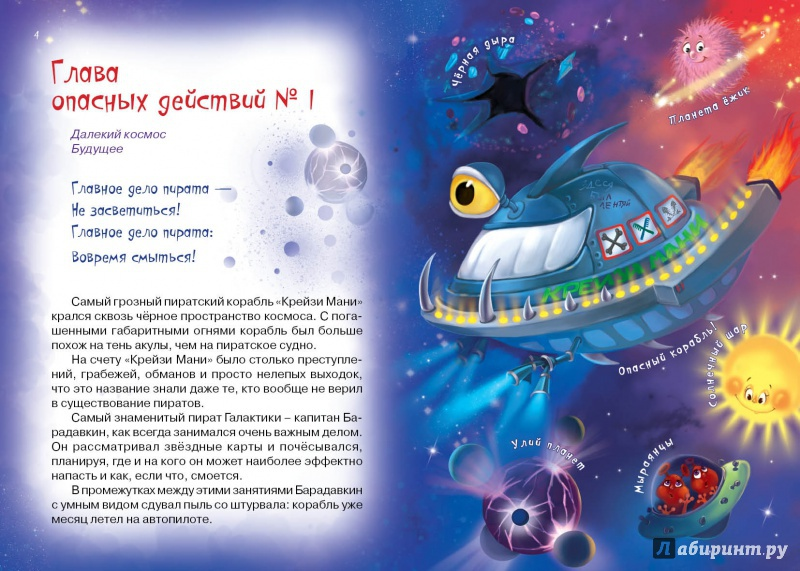 4
Глава
опасных действий № 1
Далекий космос
Будущее
Главное дело пирата —
Не засветиться!
Главное дело пирата:
Вовремя смыться!
Самый грозный пиратский корабль «Крейзи Мани»
крался сквозь чёрное пространство космоса. С пога-
шенными габаритными огнями корабль был больше
похож на тень акулы, чем на пиратское судно.
На счету «Крейзи Мани» было столько преступле-
ний, грабежей, обманов и просто нелепых выходок,
что это название знали даже те, кто вообще не верил
в существование пиратов.
Самый знаменитый пират Галактики – капитан Ба-
радавкин, как всегда занимался очень важным делом.
Он рассматривал звёздные карты и почёсывался,
планируя, где и на кого он может наиболее эффектно
напасть и как, если что, смоется.
В промежутках между этими занятиями Барадавкин
с умным видом сдувал пыль со штурвала: корабль уже
месяц летел на автопилоте.
5
Чёрная дыра
Планета ёжик
КРЕЙЗИ МАНИ
Опасный корабль!
Солнечный шар
Улий планет
Мыраянцы
Лабиринт.ру